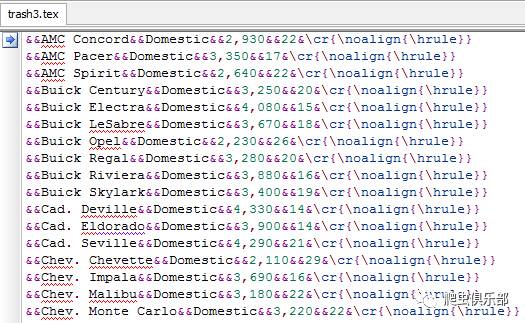 trash3.tex
&&AMC Concord&&Domestic&&2,930&&22&\cr{\noalign{\hrule}}
&&AMC Pacer&&Domestic&&3,350&&17&\cr{\noalign{\hrule}}
&&AMC Spirit&&Domestic&&2,640&&22&\cr{\noalign{\hrule}}
&&Buick Century&&Domestic&&3,250&&20&\cr{\noalign{\hrule}}
&&Buick Electra&&Domestic&&4,080&&15&\cr{\noalign{\hrule}}
&&Buick LeSabre&&Domestic&&3,670&&18&\cr{\noalign{\hrule}}
&&Buick Opel&&Domestic&&2,230&&26&\cr{\noalign{\hrule}}
&&Buick Regal&&Domestic&&3,280&&20&\cr{\noalign{\hrule}}
&&Buick Riviera&&Domestic&&3,880&&16&\cr{\noalign{\hrule}}
&&Buick Skylark&&Domestic&&3,400&&19&\cr{\noalign{\hrule}}
&&Cad. Deville&&Domestic&&4,330&&14&\cr{\noalign{\hrule}}
&&Cad. Eldorado&&Domestic&&3,900&&14&\cr{\noalign{\hrule}}
&&Cad. Seville&&Domestic&&4,290&&21&\cr{\noalign{\hrule}}
&&Chev. Chevette&&Domestic&&2,110&&29&\cr{\noalign{\hrule}}
&&Chev. Impala&&Domestic&&3,690&&16&\cr{\noalign{\hrule}}
&&Chev. Malibu&&Domestic&&3,180&&22&\cr{\noalign{\hrule}}
&&Chev. Monte Carlo&&Domestic&&3,220&&22&\cr{\noalign{\hrule}}
爬虫俱乐部